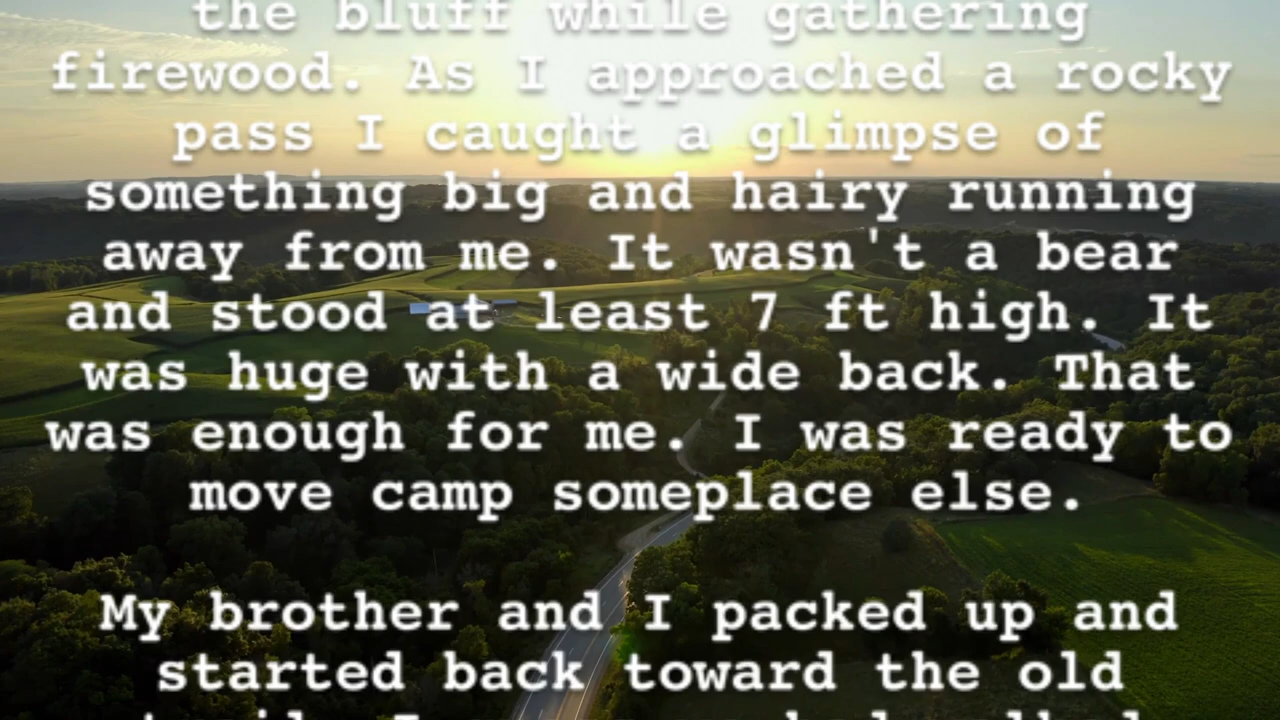 the bluff while gathering
firewood. As I approached a rocky
pass I caught a glimpse of
something big and hairy running
away from me. It wasn't a bear
and stood at least 7 ft high. It
was huge with a wide back. That
was enough for me. I was ready to
move camp someplace else.
My brother and I packed up and
started back toward the old